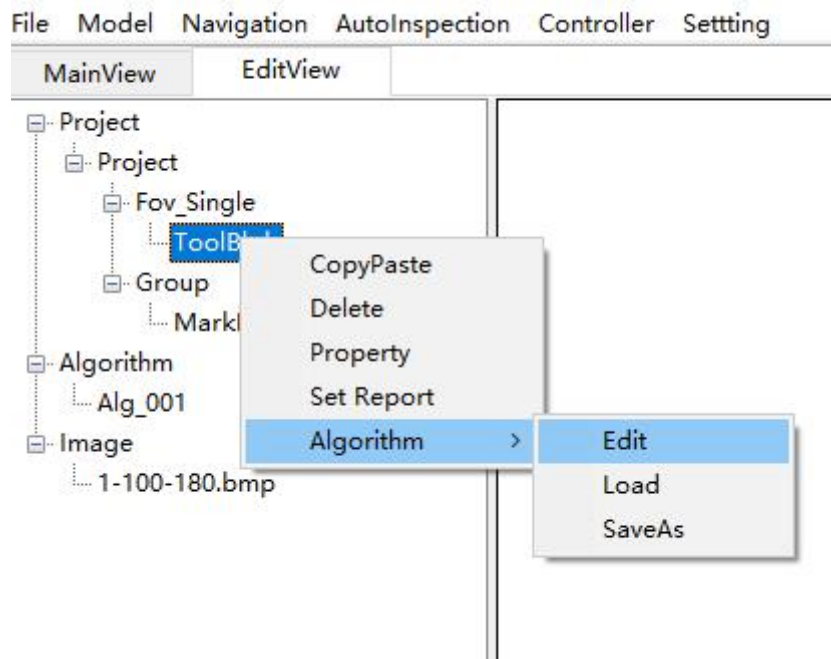 File Model Navigation AutoInspection Controller Settting
MainView EditView
Project
Project
Fov_Single
CopyPaste
Group
Delete
Property
Algorithm
Alg_001
Set Report
Image
Algorithm > Edit
1-100-180.bmp
Load
SaveAs